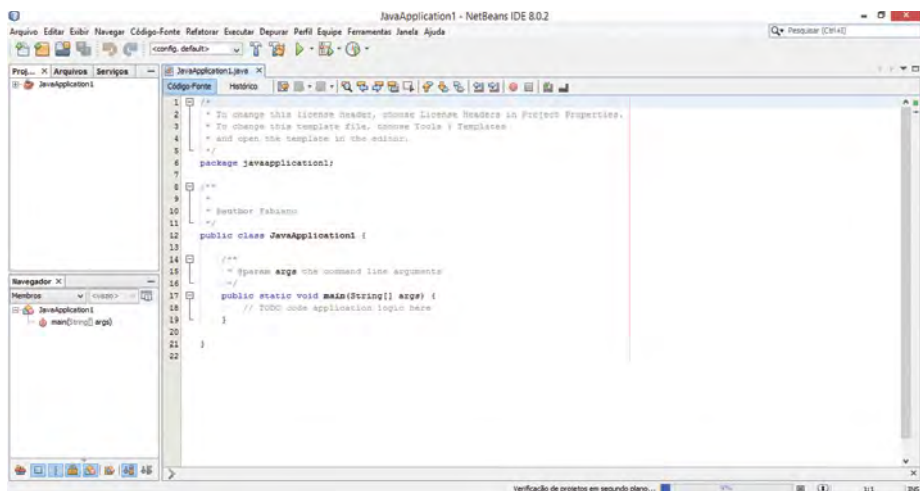 JavaApplication1 - NetBeans IDE 8.0.2
Arquivo Editar Exibir Navegar Código-Fonte Refatorar Executar Depurar Perfil Equipe Ferramentas Janela Ajuda
Pesquisar (Ctrl+I)
<config. default>
Proj... Arquivos Serviços
JavaApplication1.java
JavaApplication1
Código-Fonte Histórico
1 /*
2 * To change this license header, choose License Headers in Project Properties.
3 * To change this template file, choose Tools | Templates
4 * and open the template in the editor.
5 */
6 package javaapplication1;
7
8 /**
9 *
10 * @author Fabiano
11 */
12 public class JavaApplication1 {
13
14 /**
15 * @param args the command line arguments
16 */
17 public static void main(String[] args) {
18 // TODO code application logic here
19 }
20
21 }
22
Navegador
Membros <vazio>
JavaApplication1
main(String[] args)
Verificação de projetos em segundo plano... 1/1 INS